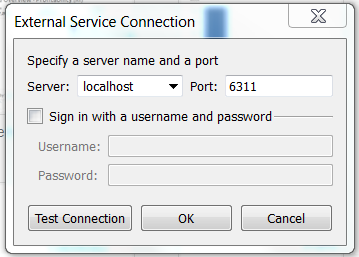 External Service Connection
Specify a server name and a port
Server: localhost Port: 6311
Sign in with a username and password
Username:
Password:
Test Connection OK Cancel